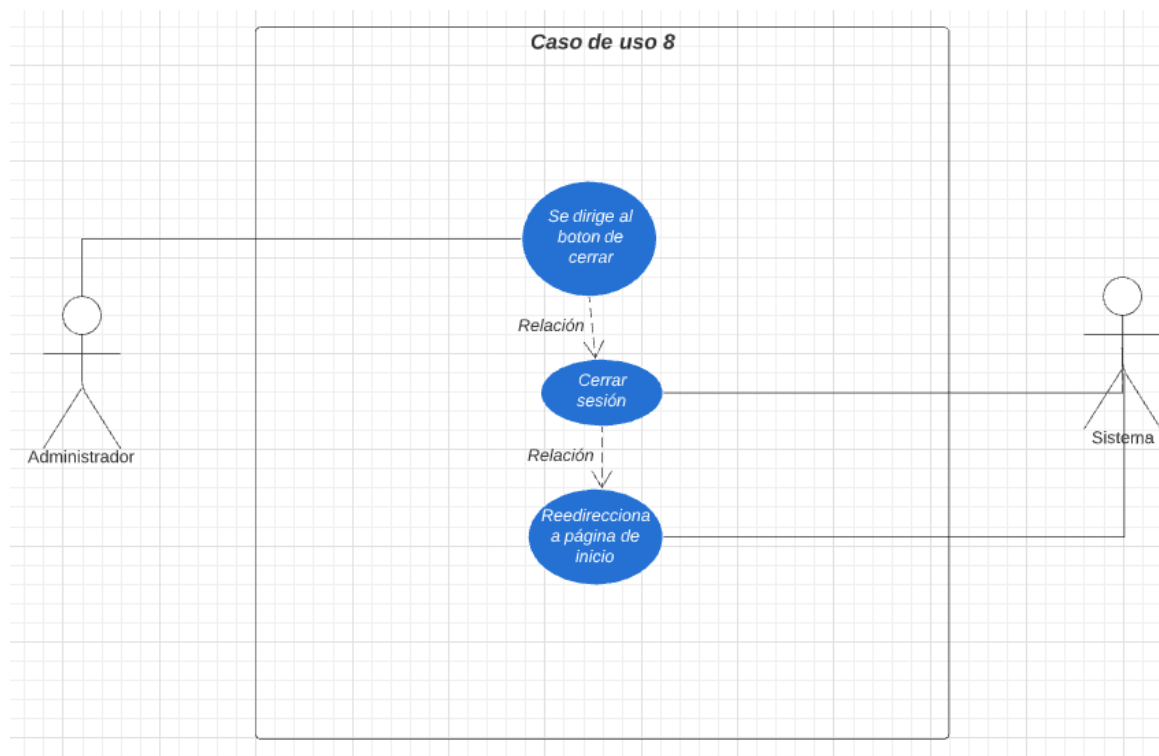 Caso de uso 8
Se dirige al
boton de
cerrar
Relación
Cerrar
sesión
Sistema
Administrador
Relación
Reedirecciona
a página de
inicio